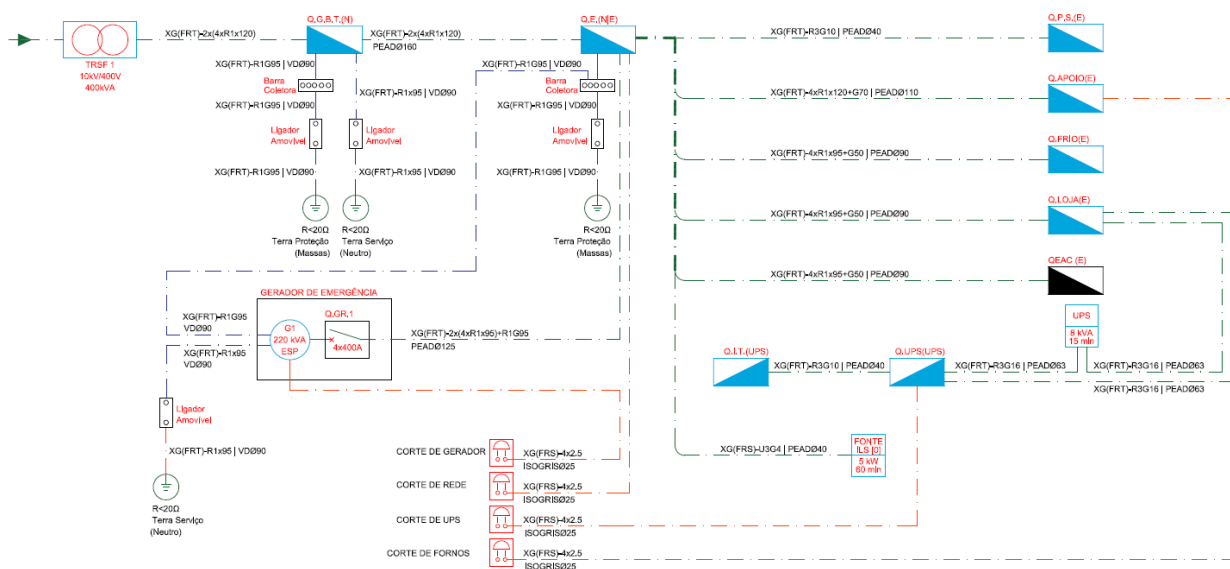 TRSF 1
10kV/400V
400kVA
XG(FRT)-2x(4xR1x120)
Q.G.B.T.(N)
XG(FRT)-2x(4xR1x120)
PEADØ160
Q.E.(N|E)
XG(FRT)-R1G95 | VDØ90
Barra
Coletora
XG(FRT)-R1G95 | VDØ90
Ligador
Amovível
XG(FRT)-R1G95 | VDØ90
R<20Ω
Terra Proteção
(Massas)
XG(FRT)-R1x95 | VDØ90
Ligador
Amovível
XG(FRT)-R1x95 | VDØ90
R<20Ω
Terra Serviço
(Neutro)
XG(FRT)-R1G95 | VDØ90
Barra
Coletora
XG(FRT)-R1G95 | VDØ90
Ligador
Amovível
XG(FRT)-R1G95 | VDØ90
R<20Ω
Terra Proteção
(Massas)
XG(FRT)-R3G10 | PEADØ40
Q.P.S.(E)
XG(FRT)-4xR1x120+G70 | PEADØ110
Q.APOIO(E)
XG(FRT)-4xR1x95+G50 | PEADØ90
Q.FRIO(E)
XG(FRT)-4xR1x95+G50 | PEADØ90
Q.LOJA(E)
XG(FRT)-4xR1x95+G50 | PEADØ90
QEAC (E)
GERADOR DE EMERGÊNCIA
XG(FRT)-R1G95
VDØ90
XG(FRT)-R1x95
VDØ90
G1
220 kVA
ESP
Q.GR.1
4x400A
XG(FRT)-2x(4xR1x95)+R1G95
PEADØ125
Ligador
Amovível
XG(FRT)-R1x95 | VDØ90
R<20Ω
Terra Serviço
(Neutro)
UPS
8 kVA
15 min
Q.I.T.(UPS)
XG(FRT)-R3G10 | PEADØ40
Q.UPS(UPS)
XG(FRT)-R3G16 | PEADØ63
XG(FRT)-R3G16 | PEADØ63
XG(FRT)-R3G16 | PEADØ63
XG(FRS)-U3G4 | PEADØ40
FONTE
ILS [0]
5 kW
60 min
CORTE DE GERADOR
XG(FRS)-4x2.5
ISOGRISØ25
CORTE DE REDE
XG(FRS)-4x2.5
ISOGRISØ25
CORTE DE UPS
XG(FRS)-4x2.5
ISOGRISØ25
CORTE DE FORNOS
XG(FRS)-4x2.5
ISOGRISØ25